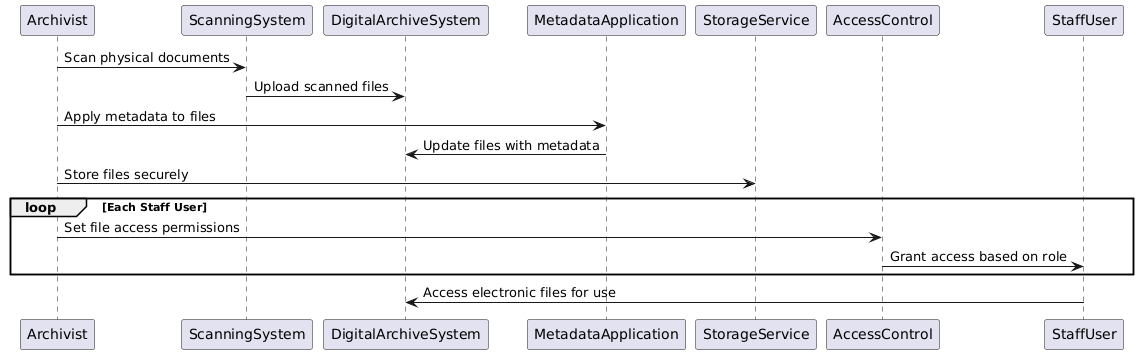 Archivist ScanningSystem DigitalArchiveSystem MetadataApplication StorageService AccessControl StaffUser
Scan physical documents
Upload scanned files
Apply metadata to files
Update files with metadata
Store files securely
loop [Each Staff User]
Set file access permissions
Grant access based on role
Access electronic files for use
Archivist ScanningSystem DigitalArchiveSystem MetadataApplication StorageService AccessControl StaffUser